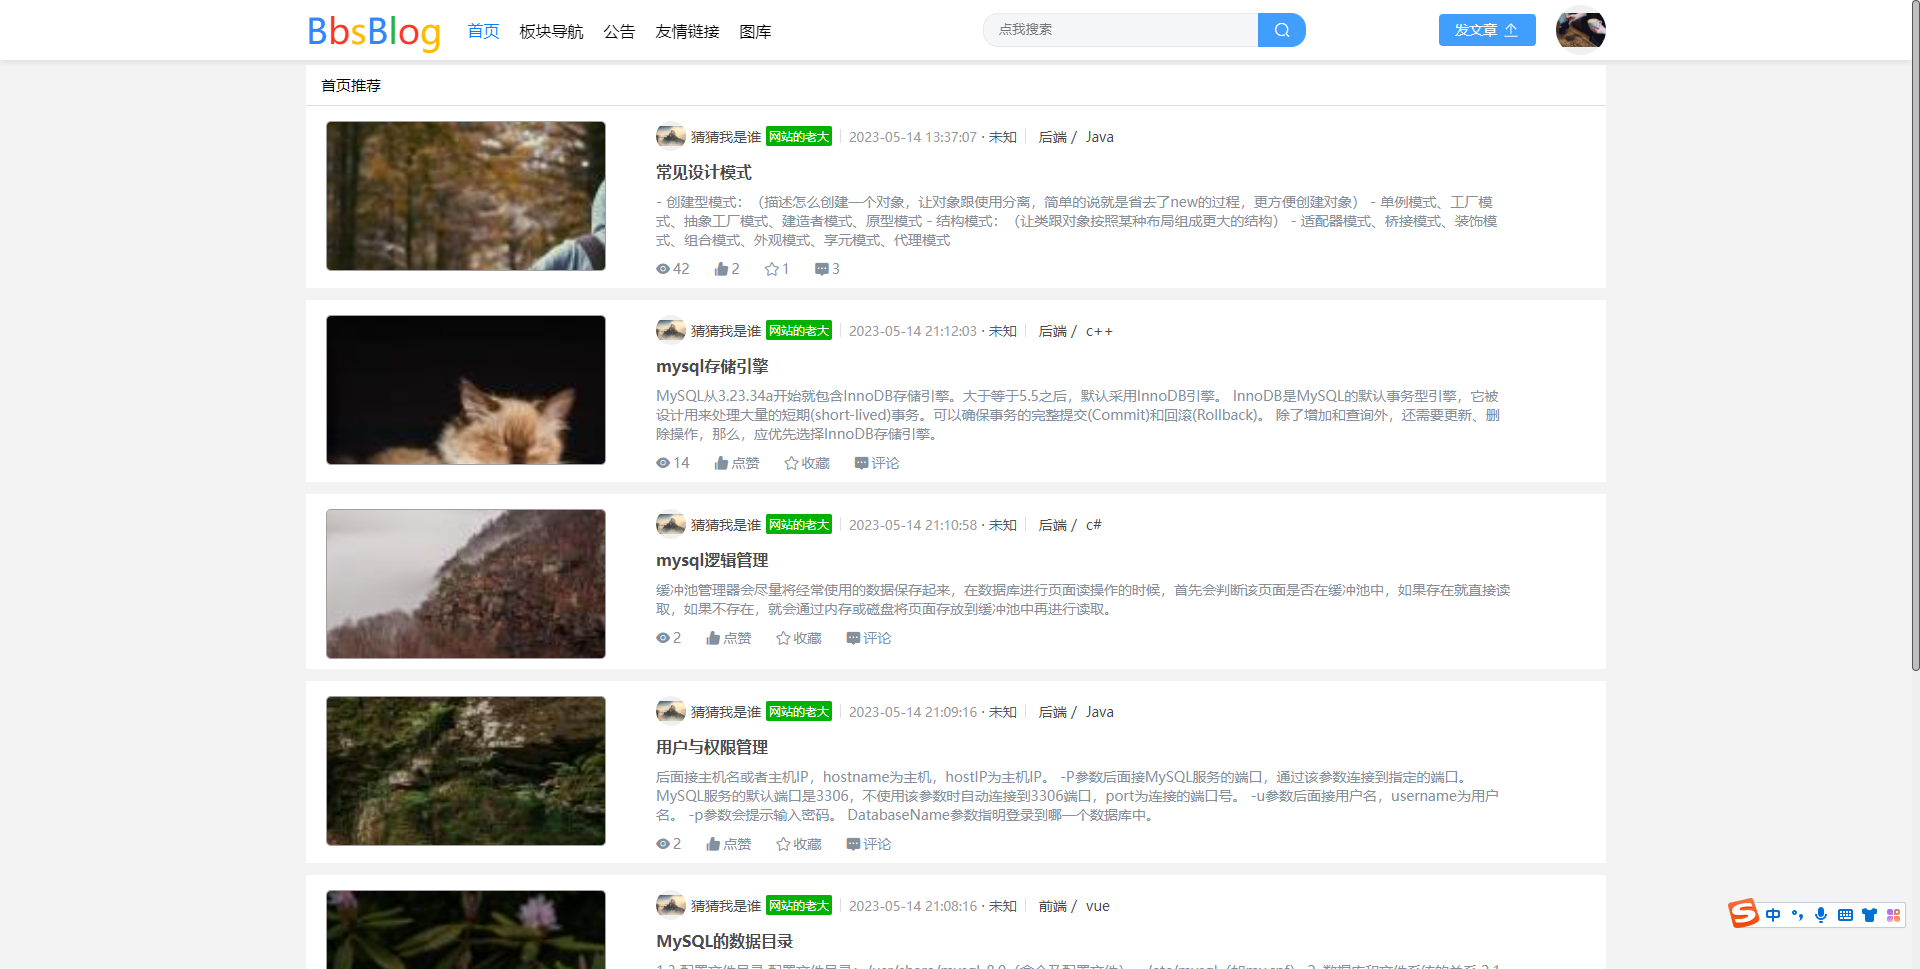 BbsBlog 首页 板块导航 公告 友情链接 图库 点我搜索 发文章
首页推荐
猜猜我是谁 网站的老大 2023-05-14 13:37:07 · 未知 后端 / Java
常见设计模式
- 创建型模式：（描述怎么创建一个对象，让对象跟使用分离，简单的说就是省去了new的过程，更方便创建对象） - 单例模式、工厂模
式、抽象工厂模式、建造者模式、原型模式 - 结构模式：（让类跟对象按照某种布局组成更大的结构） - 适配器模式、桥接模式、装饰模
式、组合模式、外观模式、享元模式、代理模式
42 2 1 3
猜猜我是谁 网站的老大 2023-05-14 21:12:03 · 未知 后端 / c++
mysql存储引擎
MySQL从3.23.34a开始就包含InnoDB存储引擎。大于等于5.5之后，默认采用InnoDB引擎。 InnoDB是MySQL的默认事务型引擎，它被
设计用来处理大量的短期(short-lived)事务。可以确保事务的完整提交(Commit)和回滚(Rollback)。 除了增加和查询外，还需要更新、删
除操作，那么，应优先选择InnoDB存储引擎。
14 点赞 收藏 评论
猜猜我是谁 网站的老大 2023-05-14 21:10:58 · 未知 后端 / c#
mysql逻辑管理
缓冲池管理器会尽量将经常使用的数据保存起来，在数据库进行页面读操作的时候，首先会判断该页面是否在缓冲池中，如果存在就直接读
取，如果不存在，就会通过内存或磁盘将页面存放到缓冲池中再进行读取。
2 点赞 收藏 评论
猜猜我是谁 网站的老大 2023-05-14 21:09:16 · 未知 后端 / Java
用户与权限管理
后面接主机名或者主机IP，hostname为主机，hostIP为主机IP。 -P参数后面接MySQL服务的端口，通过该参数连接到指定的端口。
MySQL服务的默认端口是3306，不使用该参数时自动连接到3306端口，port为连接的端口号。 -u参数后面接用户名，username为用户
名。 -p参数会提示输入密码。 DatabaseName参数指明登录到哪一个数据库中。
2 点赞 收藏 评论
猜猜我是谁 网站的老大 2023-05-14 21:08:16 · 未知 前端 / vue
MySQL的数据目录
中